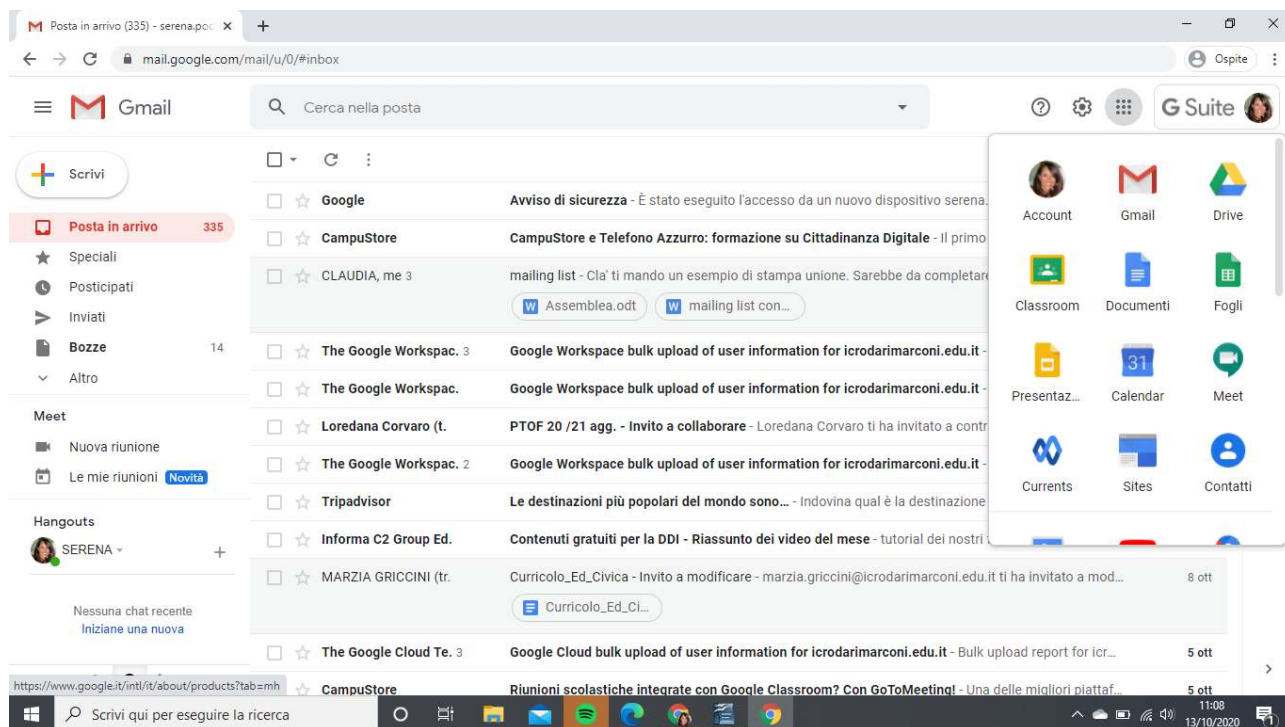 Posta in arrivo (335) - serena.poc
mail.google.com/mail/u/0/#inbox
Ospite
Gmail
Cerca nella posta
G Suite
Scrivi
Posta in arrivo 335
Speciali
Posticipati
Inviati
Bozze 14
Altro
Meet
Nuova riunione
Le mie riunioni Novità
Hangouts
SERENA
Nessuna chat recente
Iniziane una nuova
Google Avviso di sicurezza - È stato eseguito l'accesso da un nuovo dispositivo serena.
CampuStore CampuStore e Telefono Azzurro: formazione su Cittadinanza Digitale - Il primo
CLAUDIA, me 3 mailing list - Cla' ti mando un esempio di stampa unione. Sarebbe da completare
W Assemblea.odt W mailing list con...
The Google Workspac. 3 Google Workspace bulk upload of user information for icrodarimarconi.edu.it -
The Google Workspac. Google Workspace bulk upload of user information for icrodarimarconi.edu.it -
Loredana Corvaro (t. PTOF 20 /21 agg. - Invito a collaborare - Loredana Corvaro ti ha invitato a contr
The Google Workspac. 2 Google Workspace bulk upload of user information for icrodarimarconi.edu.it -
Tripadvisor Le destinazioni più popolari del mondo sono... - Indovina qual è la destinazione
Informa C2 Group Ed. Contenuti gratuiti per la DDI - Riassunto dei video del mese - tutorial dei nostri
MARZIA GRICCINI (tr. Curricolo_Ed_Civica - Invito a modificare - marzia.griccini@icrodarimarconi.edu.it ti ha invitato a mod... 8 ott
Curricolo_Ed_Ci...
The Google Cloud Te. 3 Google Cloud bulk upload of user information for icrodarimarconi.edu.it - Bulk upload report for icr... 5 ott
CampuStore Riunioni scolastiche integrate con Google Classroom? Con GoToMeeting! - Una delle migliori piattaf... 5 ott
Account Gmail Drive
Classroom Documenti Fogli
31
Presentaz... Calendar Meet
Currents Sites Contatti
https://www.google.it/intl/it/about/products?tab=mh
Scrivi qui per eseguire la ricerca
11:08
13/10/2020